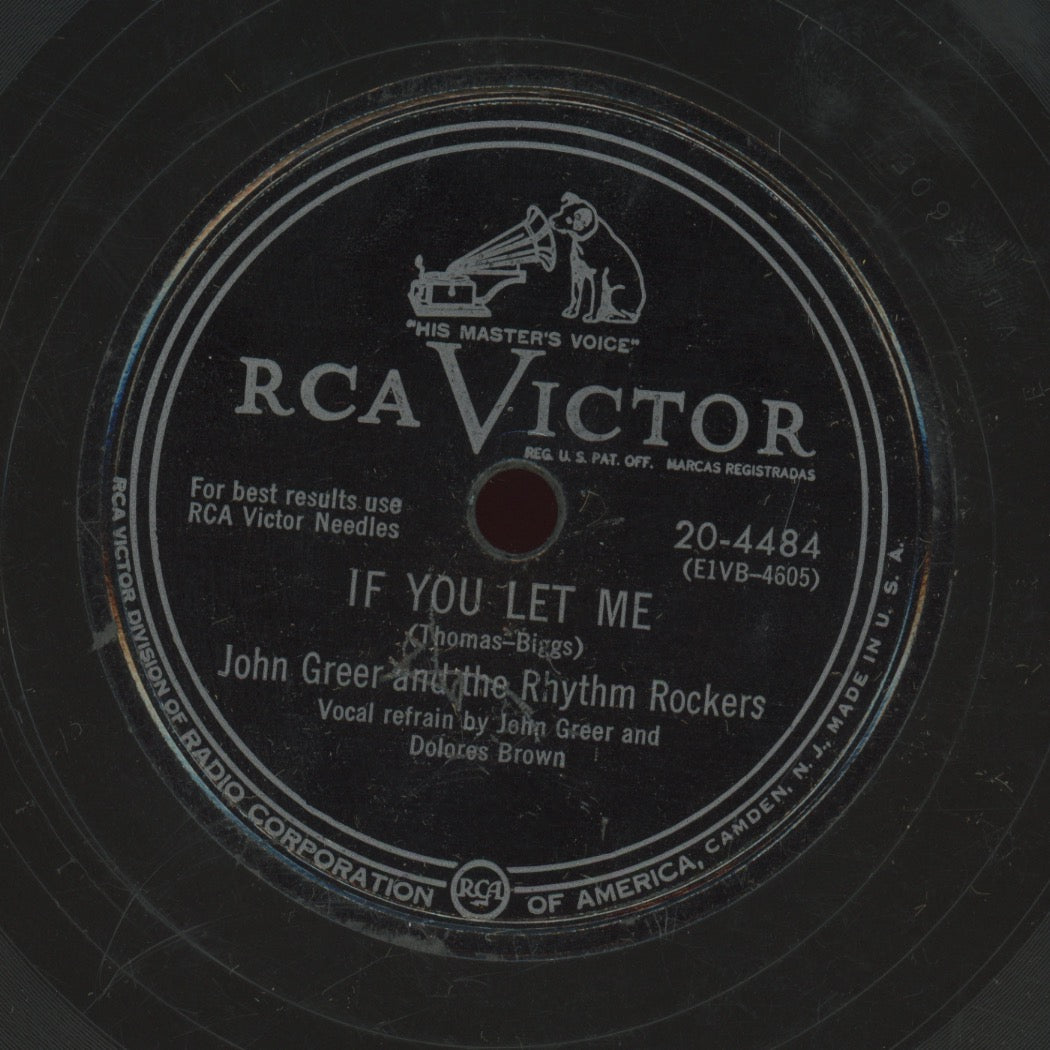 "HIS MASTER'S VOICE"
RCA VICTOR
REG. U. S. PAT. OFF. MARCAS REGISTRADAS
For best results use
RCA Victor Needles
20-4484
(E1VB-4605)
IF YOU LET ME
(Thomas-Biggs)
John Greer and the Rhythm Rockers
Vocal refrain by John Greer and
Dolores Brown
RCA VICTOR DIVISION OF RADIO CORPORATION RCA OF AMERICA, CAMDEN, N. J., MADE IN U. S. A.